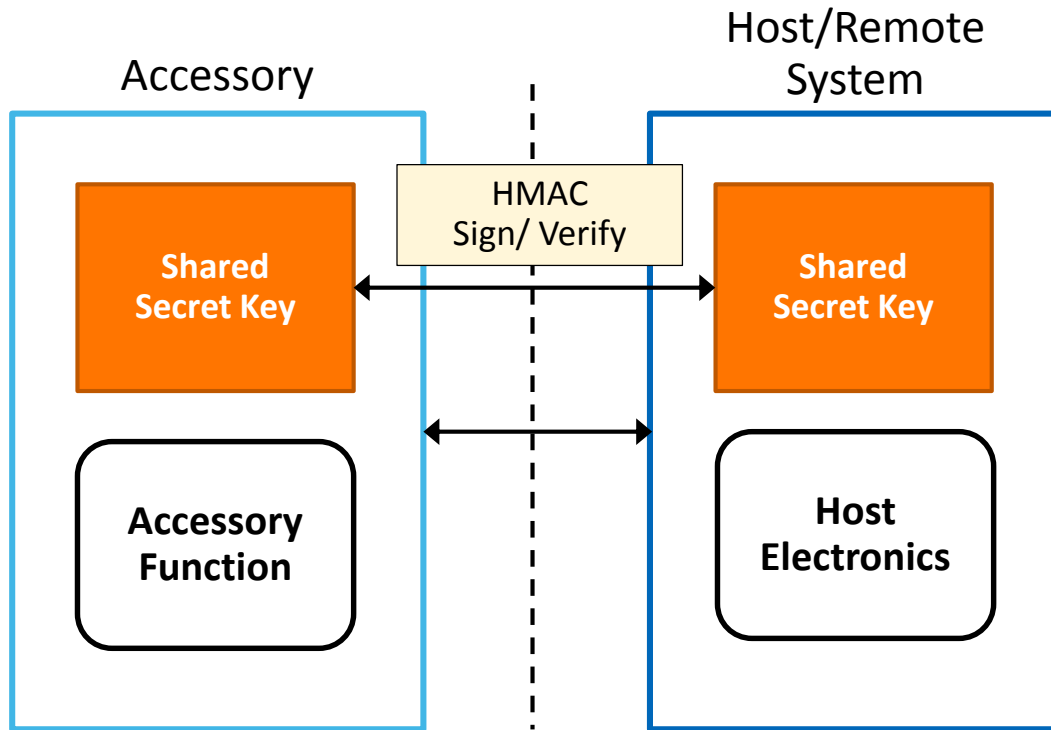 Accessory
Host/Remote
System
HMAC
Sign/ Verify
Shared
Secret Key
Shared
Secret Key
Accessory
Function
Host
Electronics